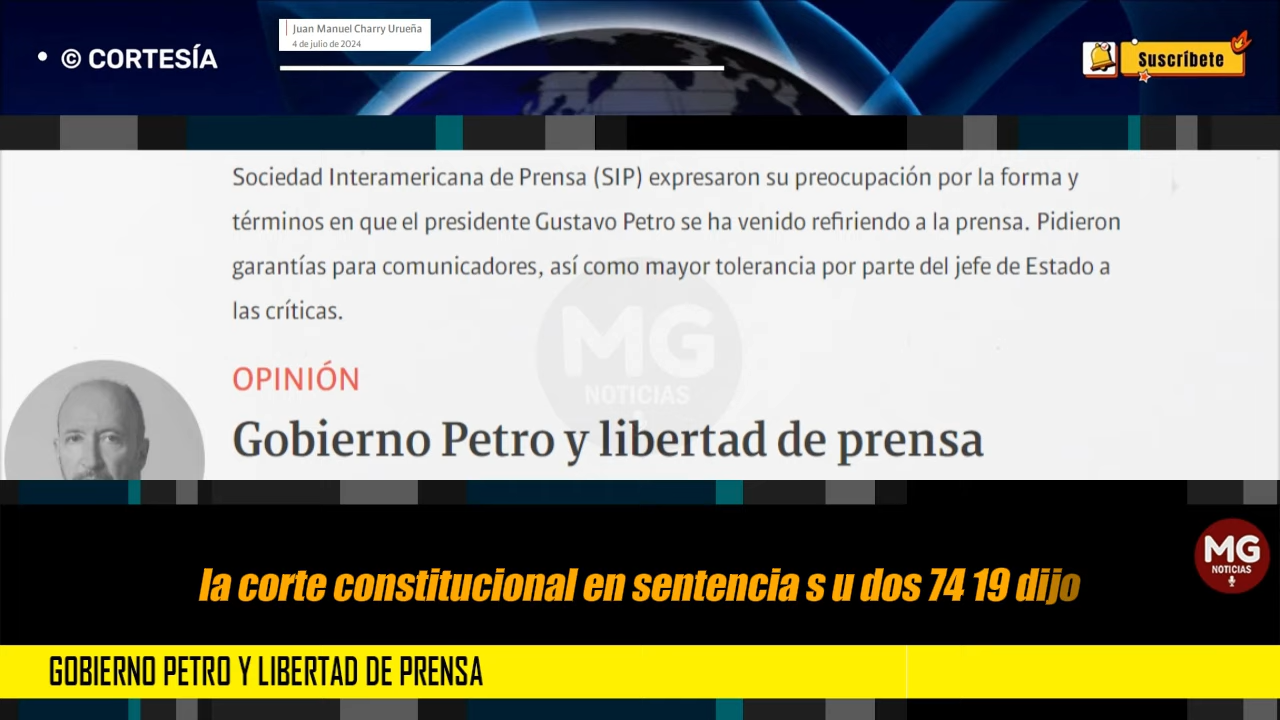 • © CORTESÍA
Juan Manuel Charry Urueña
4 de julio de 2024
Suscríbete
Sociedad Interamericana de Prensa (SIP) expresaron su preocupación por la forma y
términos en que el presidente Gustavo Petro se ha venido refiriendo a la prensa. Pidieron
garantías para comunicadores, así como mayor tolerancia por parte del jefe de Estado a
las críticas.
MG
NOTICIAS
OPINIÓN
Gobierno Petro y libertad de prensa
MG
NOTICIAS
la corte constitucional en sentencia s u dos 74 19 dijo
GOBIERNO PETRO Y LIBERTAD DE PRENSA